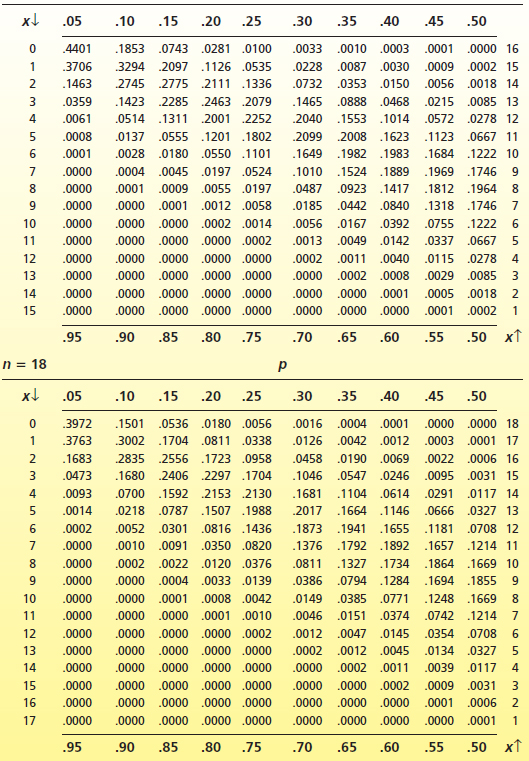 x↓ .05 .10 .15 .20 .25 .30 .35 .40 .45 .50
0 .4401 .1853 .0743 .0281 .0100 .0033 .0010 .0003 .0001 .0000 16
1 .3706 .3294 .2097 .1126 .0535 .0228 .0087 .0030 .0009 .0002 15
2 .1463 .2745 .2775 .2111 .1336 .0732 .0353 .0150 .0056 .0018 14
3 .0359 .1423 .2285 .2463 .2079 .1465 .0888 .0468 .0215 .0085 13
4 .0061 .0514 .1311 .2001 .2252 .2040 .1553 .1014 .0572 .0278 12
5 .0008 .0137 .0555 .1201 .1802 .2099 .2008 .1623 .1123 .0667 11
6 .0001 .0028 .0180 .0550 .1101 .1649 .1982 .1983 .1684 .1222 10
7 .0000 .0004 .0045 .0197 .0524 .1010 .1524 .1889 .1969 .1746 9
8 .0000 .0001 .0009 .0055 .0197 .0487 .0923 .1417 .1812 .1964 8
9 .0000 .0000 .0001 .0012 .0058 .0185 .0442 .0840 .1318 .1746 7
10 .0000 .0000 .0000 .0002 .0014 .0056 .0167 .0392 .0755 .1222 6
11 .0000 .0000 .0000 .0000 .0002 .0013 .0049 .0142 .0337 .0667 5
12 .0000 .0000 .0000 .0000 .0000 .0002 .0011 .0040 .0115 .0278 4
13 .0000 .0000 .0000 .0000 .0000 .0000 .0002 .0008 .0029 .0085 3
14 .0000 .0000 .0000 .0000 .0000 .0000 .0000 .0001 .0005 .0018 2
15 .0000 .0000 .0000 .0000 .0000 .0000 .0000 .0000 .0001 .0002 1
.95 .90 .85 .80 .75 .70 .65 .60 .55 .50 x↑
n = 18 p
x↓ .05 .10 .15 .20 .25 .30 .35 .40 .45 .50
0 .3972 .1501 .0536 .0180 .0056 .0016 .0004 .0001 .0000 .0000 18
1 .3763 .3002 .1704 .0811 .0338 .0126 .0042 .0012 .0003 .0001 17
2 .1683 .2835 .2556 .1723 .0958 .0458 .0190 .0069 .0022 .0006 16
3 .0473 .1680 .2406 .2297 .1704 .1046 .0547 .0246 .0095 .0031 15
4 .0093 .0700 .1592 .2153 .2130 .1681 .1104 .0614 .0291 .0117 14
5 .0014 .0218 .0787 .1507 .1988 .2017 .1664 .1146 .0666 .0327 13
6 .0002 .0052 .0301 .0816 .1436 .1873 .1941 .1655 .1181 .0708 12
7 .0000 .0010 .0091 .0350 .0820 .1376 .1792 .1892 .1657 .1214 11
8 .0000 .0002 .0022 .0120 .0376 .0811 .1327 .1734 .1864 .1669 10
9 .0000 .0000 .0004 .0033 .0139 .0386 .0794 .1284 .1694 .1855 9
10 .0000 .0000 .0001 .0008 .0042 .0149 .0385 .0771 .1248 .1669 8
11 .0000 .0000 .0000 .0001 .0010 .0046 .0151 .0374 .0742 .1214 7
12 .0000 .0000 .0000 .0000 .0002 .0012 .0047 .0145 .0354 .0708 6
13 .0000 .0000 .0000 .0000 .0000 .0002 .0012 .0045 .0134 .0327 5
14 .0000 .0000 .0000 .0000 .0000 .0000 .0002 .0011 .0039 .0117 4
15 .0000 .0000 .0000 .0000 .0000 .0000 .0000 .0002 .0009 .0031 3
16 .0000 .0000 .0000 .0000 .0000 .0000 .0000 .0000 .0001 .0006 2
17 .0000 .0000 .0000 .0000 .0000 .0000 .0000 .0000 .0000 .0001 1
.95 .90 .85 .80 .75 .70 .65 .60 .55 .50 x↑